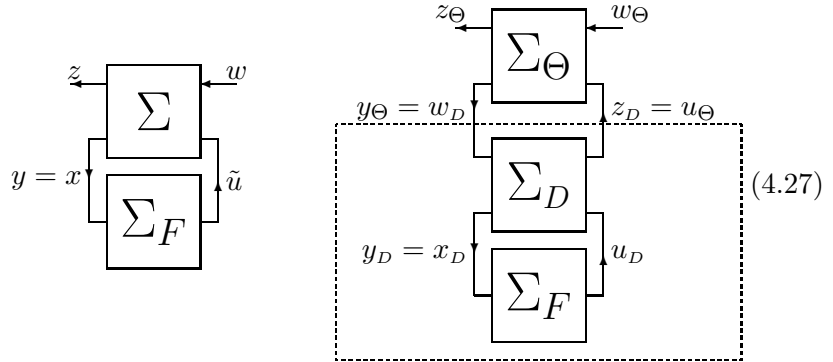 z w
Σ
y = x ũ
Σ_F
z_Θ w_Θ
Σ_Θ
y_Θ = w_D z_D = u_Θ
Σ_D
y_D = x_D u_D
Σ_F
(4.27)